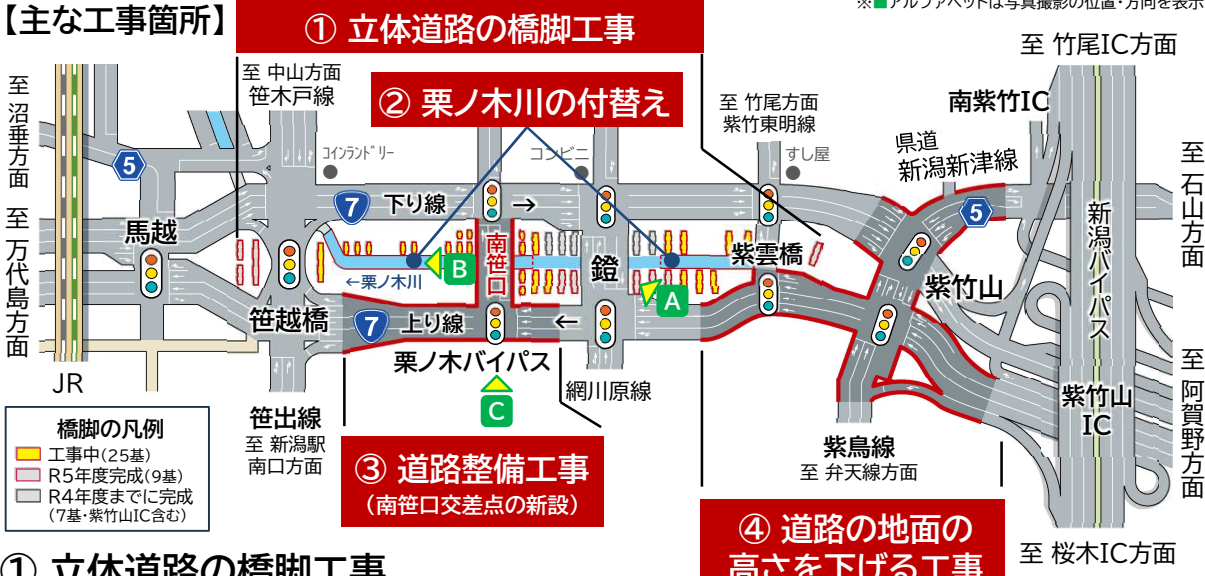 【主な工事箇所】
※■アルファベットは写真撮影の位置・方向を表示
① 立体道路の橋脚工事
② 栗ノ木川の付替え
至 竹尾IC方面
至 沼垂方面
至 中山方面
笹木戸線
至 竹尾方面
紫竹東明線
南紫竹IC
県道
新潟新津線
至 石山方面
コインランドリー
コンビニ
すし屋
5
7
下り線
→
5
至 万代島方面
馬越
南笹口
鐙
紫雲橋
新潟バイパス
B
←栗ノ木川
A
紫竹山
笹越橋
7
上り線
←
栗ノ木バイパス
JR
C
網川原線
紫竹山
IC
至 阿賀野方面
橋脚の凡例
工事中(25基)
R5年度完成(9基)
R4年度までに完成
(7基・紫竹山IC含む)
笹出線
至 新潟駅
南口方面
③ 道路整備工事
(南笹口交差点の新設)
紫鳥線
至 弁天線方面
④ 道路の地面の
高さを下げる工事
至 桜木IC方面
① 立体道路の橋脚工事